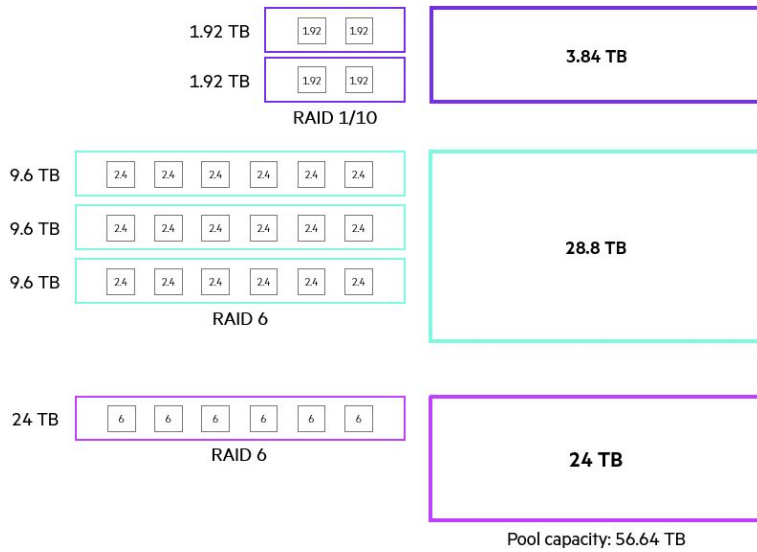 1.92 TB 1.92 1.92
3.84 TB
1.92 TB 1.92 1.92
RAID 1/10
9.6 TB 2.4 2.4 2.4 2.4 2.4 2.4
9.6 TB 2.4 2.4 2.4 2.4 2.4 2.4
28.8 TB
9.6 TB 2.4 2.4 2.4 2.4 2.4 2.4
RAID 6
24 TB 6 6 6 6 6 6
RAID 6
24 TB
Pool capacity: 56.64 TB